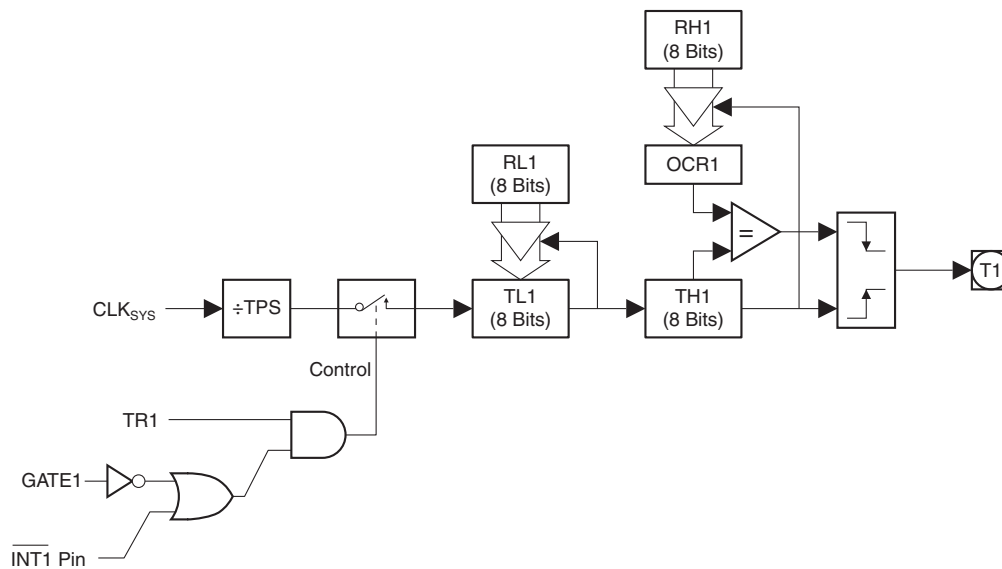 RH1
(8 Bits)
RL1
(8 Bits)
OCR1
=
CLKSYS
÷TPS
TL1
(8 Bits)
TH1
(8 Bits)
T1
Control
TR1
GATE1
INT1 Pin